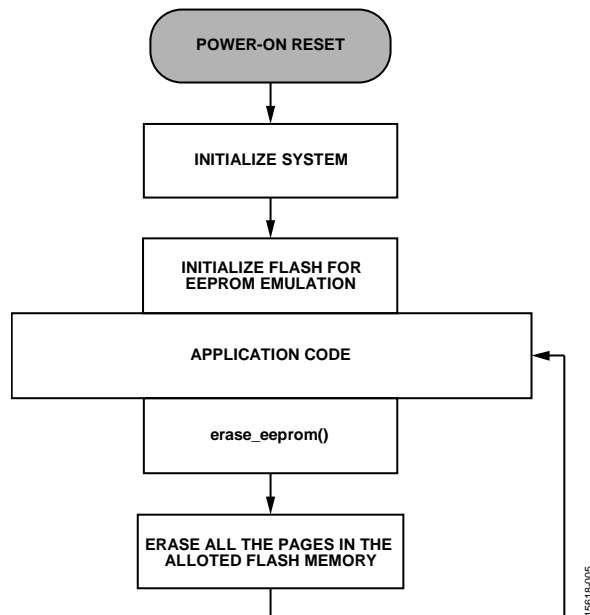 POWER-ON RESET
INITIALIZE SYSTEM
INITIALIZE FLASH FOR
EEPROM EMULATION
APPLICATION CODE
erase_eeprom()
ERASE ALL THE PAGES IN THE
ALLOTED FLASH MEMORY
15618-005